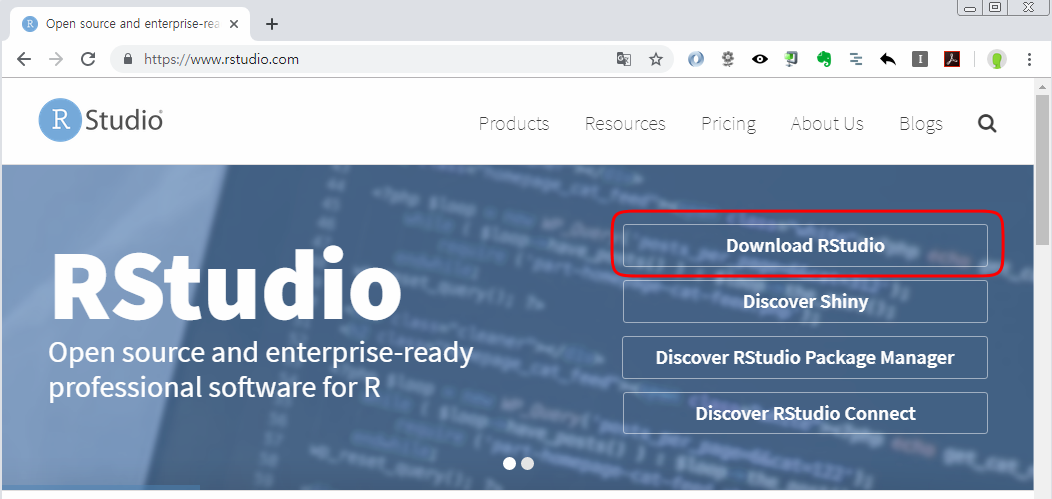 Open source and enterprise-rea
https://www.rstudio.com
R Studio
Products Resources Pricing About Us Blogs
Download RStudio
Discover Shiny
Discover RStudio Package Manager
Discover RStudio Connect
RStudio
Open source and enterprise-ready
professional software for R